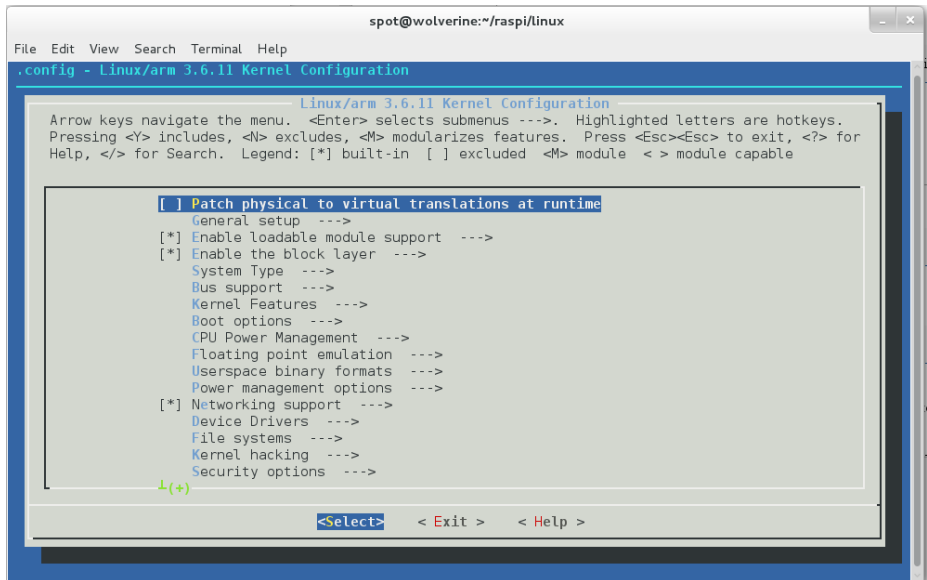 spot@wolverine:~/raspi/linux
File Edit View Search Terminal Help
.config - Linux/arm 3.6.11 Kernel Configuration
Linux/arm 3.6.11 Kernel Configuration
Arrow keys navigate the menu. <Enter> selects submenus --->. Highlighted letters are hotkeys.
Pressing <Y> includes, <N> excludes, <M> modularizes features. Press <Esc><Esc> to exit, <?> for
Help, </> for Search. Legend: [*] built-in [ ] excluded <M> module < > module capable
[ ] Patch physical to virtual translations at runtime
General setup --->
[*] Enable loadable module support --->
[*] Enable the block layer --->
System Type --->
Bus support --->
Kernel Features --->
Boot options --->
CPU Power Management --->
Floating point emulation --->
Userspace binary formats --->
Power management options --->
[*] Networking support --->
Device Drivers --->
File systems --->
Kernel hacking --->
Security options --->
┴(+)
<Select> < Exit > < Help >